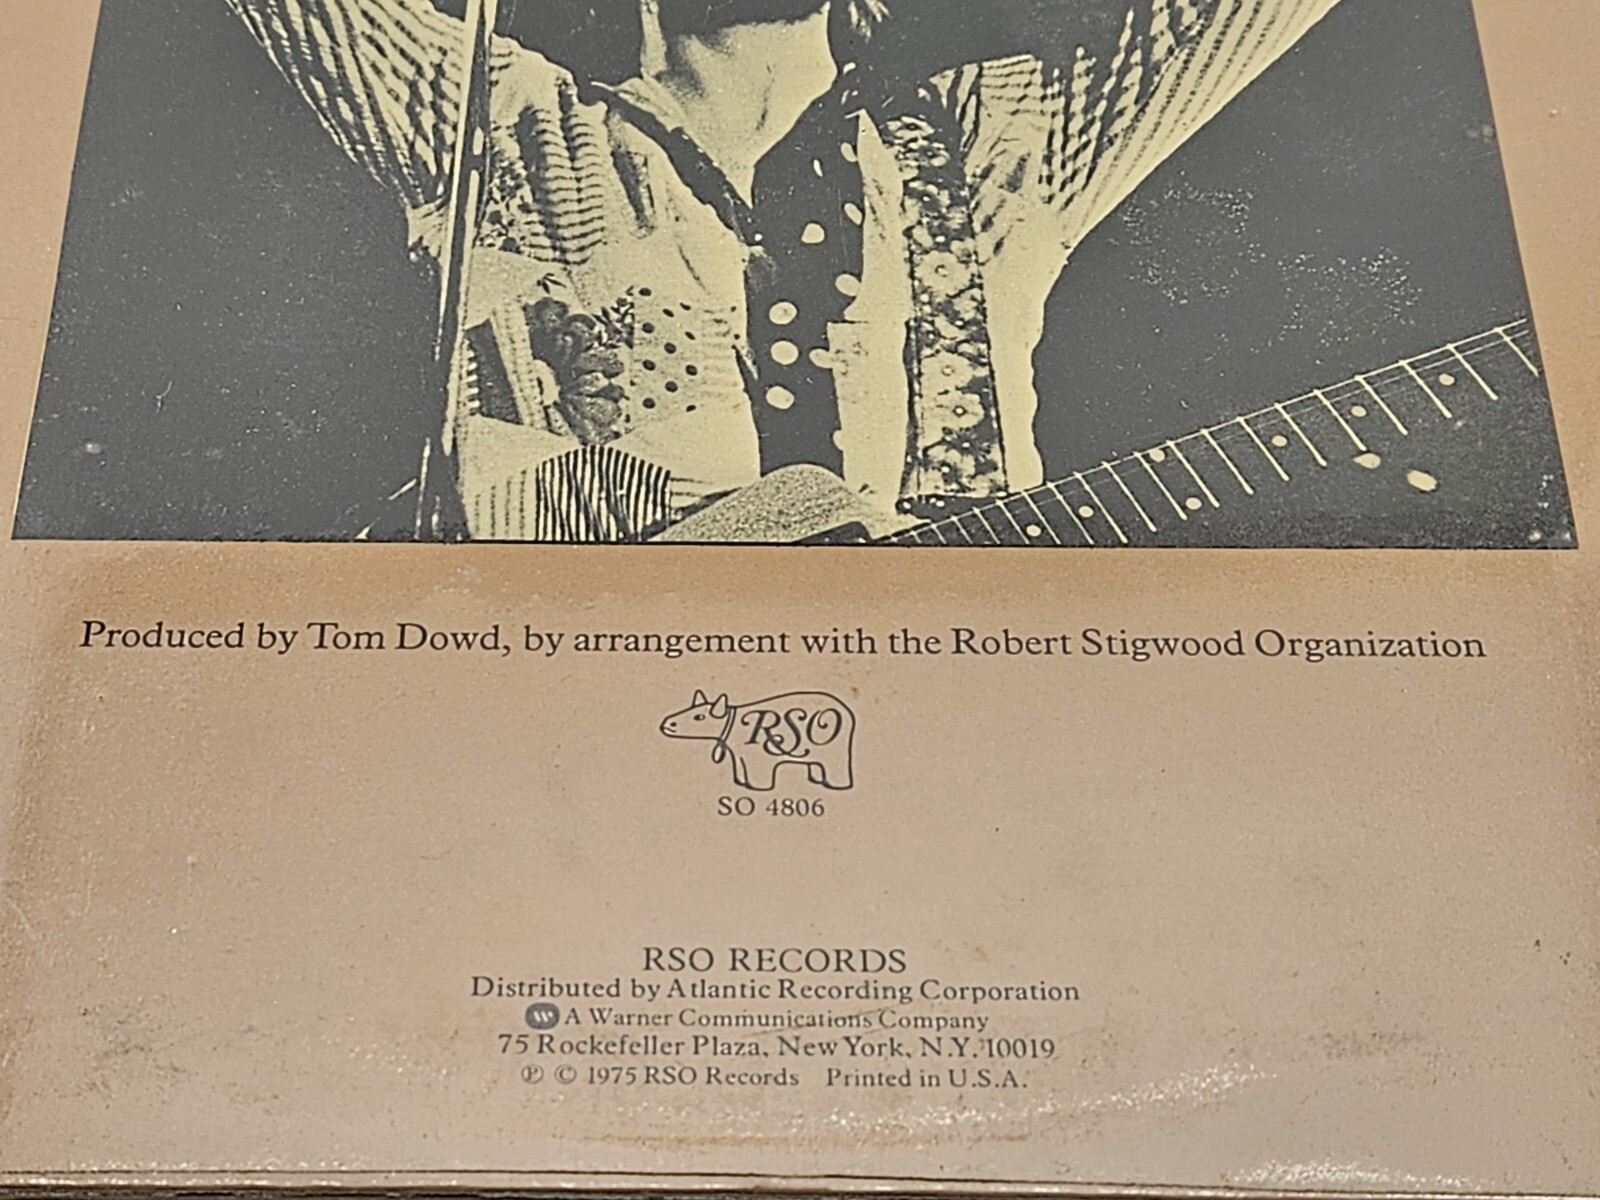 Produced by Tom Dowd, by arrangement with the Robert Stigwood Organization
RSO
SO 4806
RSO RECORDS
Distributed by Atlantic Recording Corporation
A Warner Communications Company
75 Rockefeller Plaza, New York, N.Y. 10019
Ⓟ © 1975 RSO Records Printed in U.S.A.